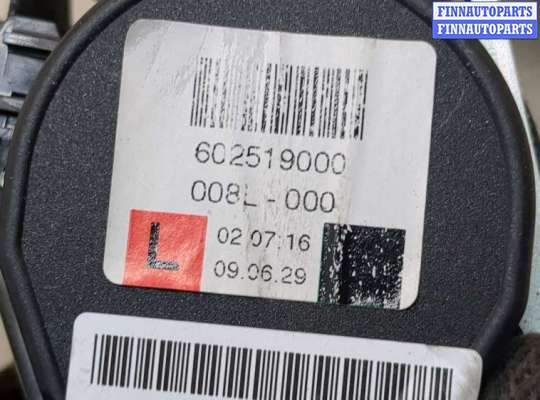 FINNAUTOPARTS
FINNAUTOPARTS
602519000
008L-000
L
02 07:16
09.06.29